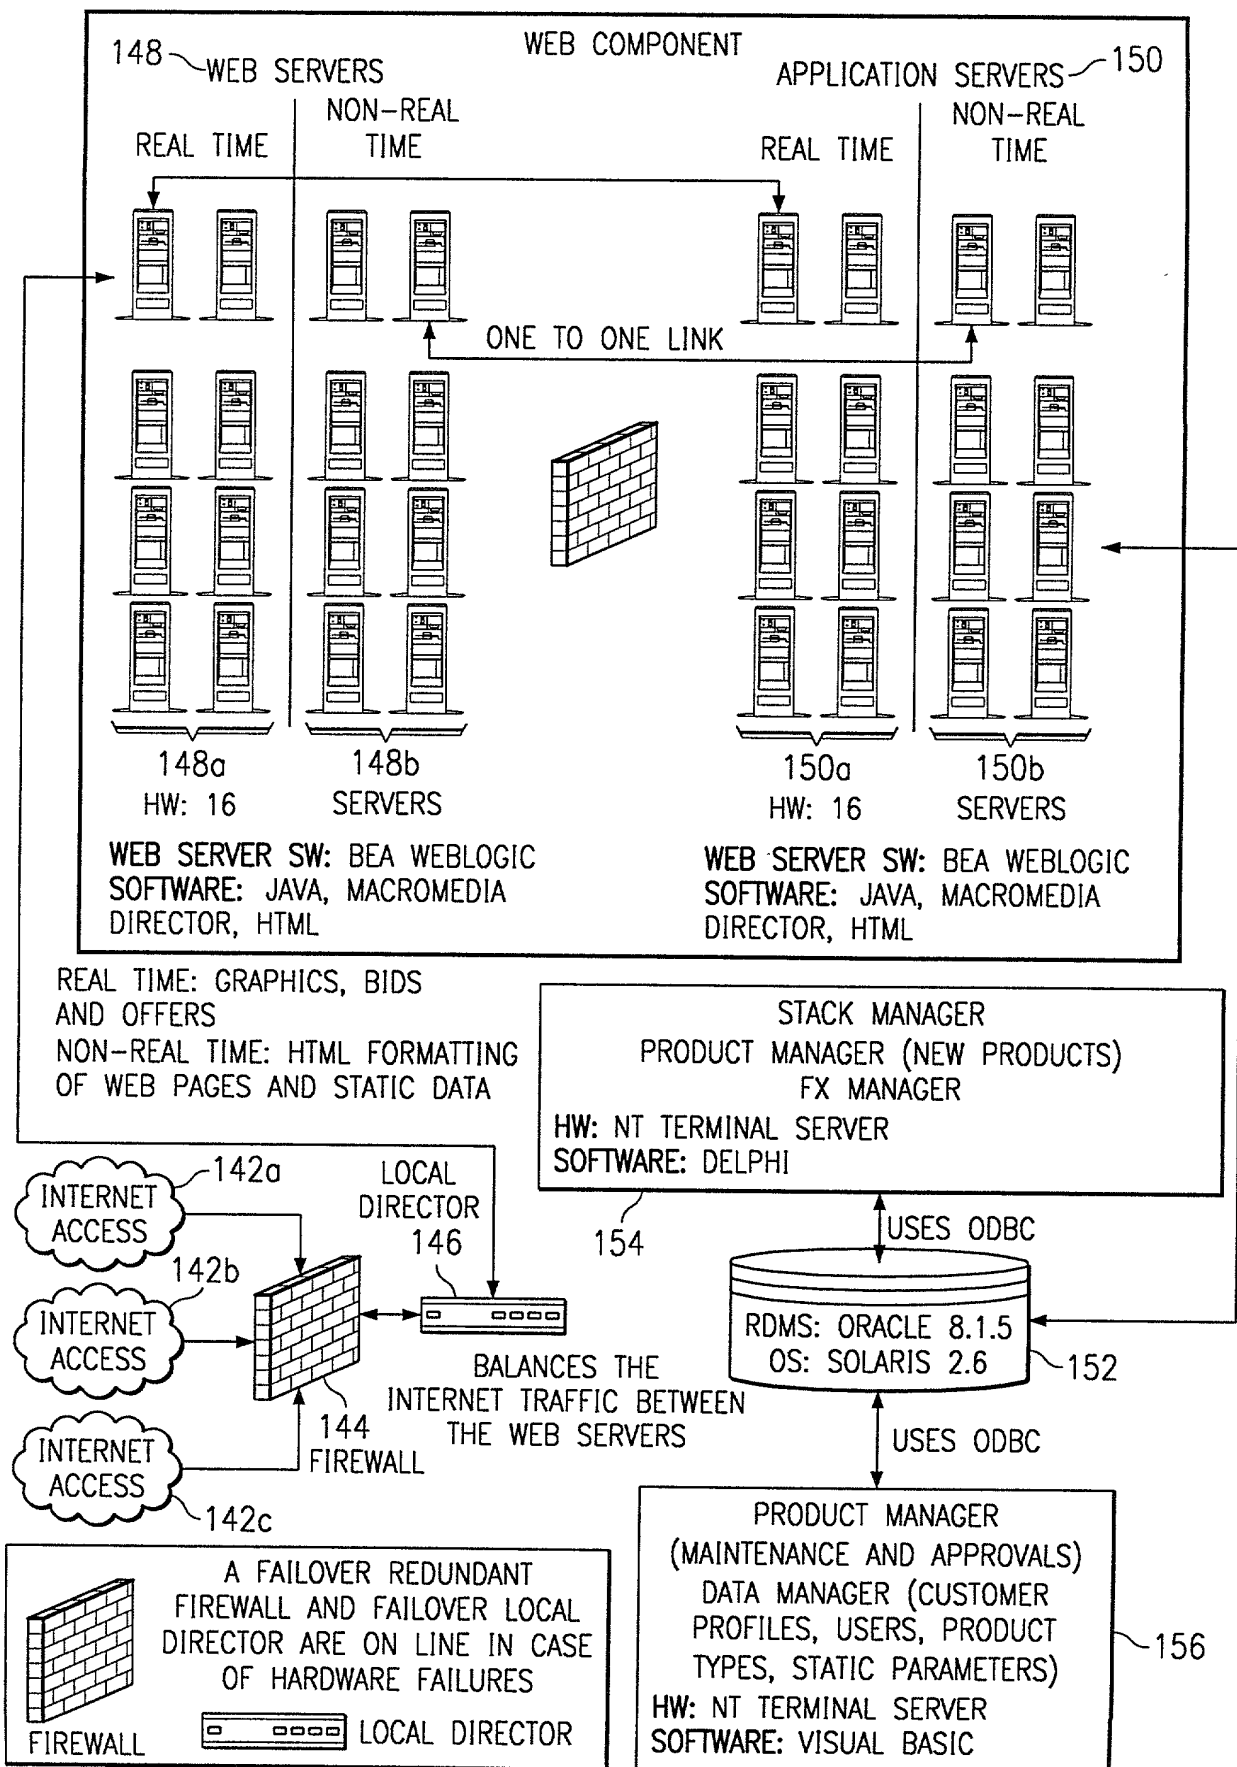 WEB COMPONENT
148
WEB SERVERS
REAL TIME
NON-REAL
TIME
APPLICATION SERVERS
150
REAL TIME
NON-REAL
TIME
ONE TO ONE LINK
148a
148b
HW: 16
SERVERS
WEB SERVER SW: BEA WEBLOGIC
SOFTWARE: JAVA, MACROMEDIA
DIRECTOR, HTML
150a
150b
HW: 16
SERVERS
WEB SERVER SW: BEA WEBLOGIC
SOFTWARE: JAVA, MACROMEDIA
DIRECTOR, HTML
REAL TIME: GRAPHICS, BIDS
AND OFFERS
NON-REAL TIME: HTML FORMATTING
OF WEB PAGES AND STATIC DATA
STACK MANAGER
PRODUCT MANAGER (NEW PRODUCTS)
FX MANAGER
HW: NT TERMINAL SERVER
SOFTWARE: DELPHI
154
USES ODBC
INTERNET
ACCESS
142a
INTERNET
ACCESS
142b
INTERNET
ACCESS
142c
144
FIREWALL
LOCAL
DIRECTOR
146
BALANCES THE
INTERNET TRAFFIC BETWEEN
THE WEB SERVERS
RDMS: ORACLE 8.1.5
OS: SOLARIS 2.6
152
USES ODBC
PRODUCT MANAGER
(MAINTENANCE AND APPROVALS)
DATA MANAGER (CUSTOMER
PROFILES, USERS, PRODUCT
TYPES, STATIC PARAMETERS)
HW: NT TERMINAL SERVER
SOFTWARE: VISUAL BASIC
156
A FAILOVER REDUNDANT
FIREWALL AND FAILOVER LOCAL
DIRECTOR ARE ON LINE IN CASE
OF HARDWARE FAILURES
FIREWALL
LOCAL DIRECTOR